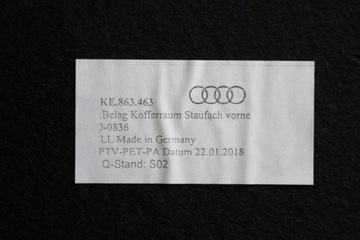 KE.863.463
:Belag Kofferraum Staufach vorne
0-0836
LL Made in Germany
PTV-PET-PA Datum 22.01.2018
Q-Stand: S02